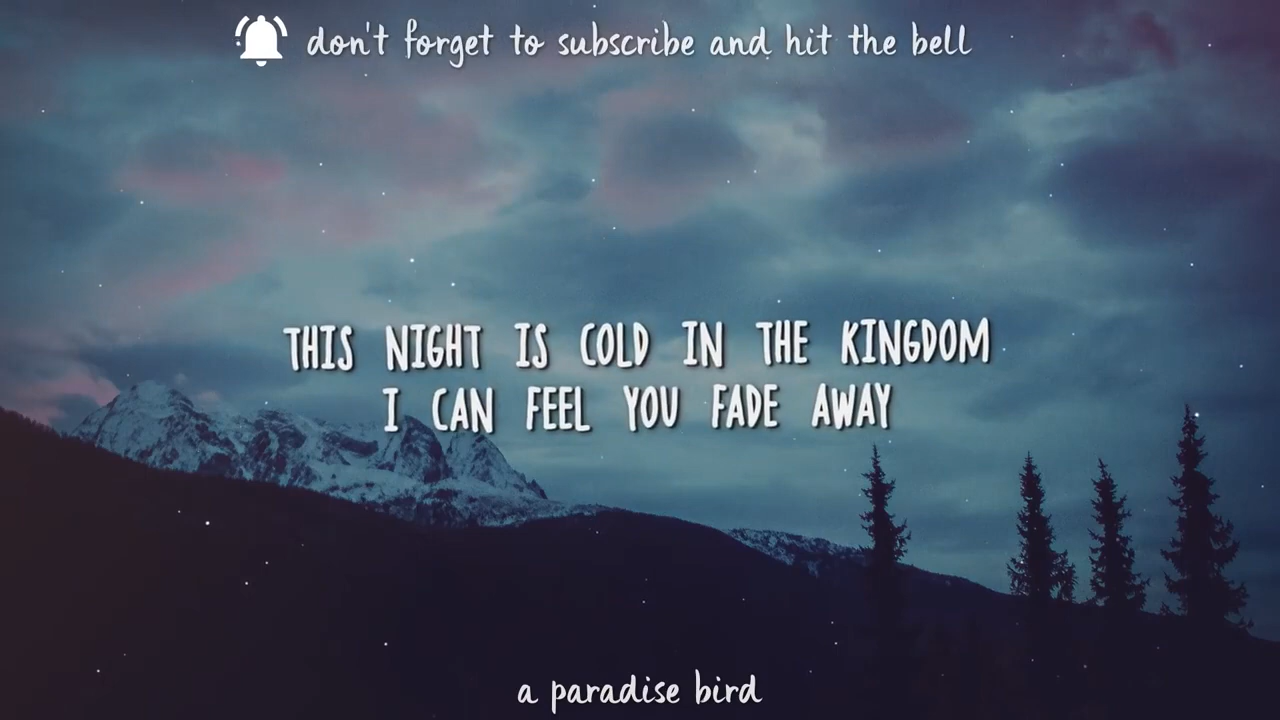 don't forget to subscribe and hit the bell
THIS NIGHT IS COLD IN THE KINGDOM
I CAN FEEL YOU FADE AWAY
a paradise bird